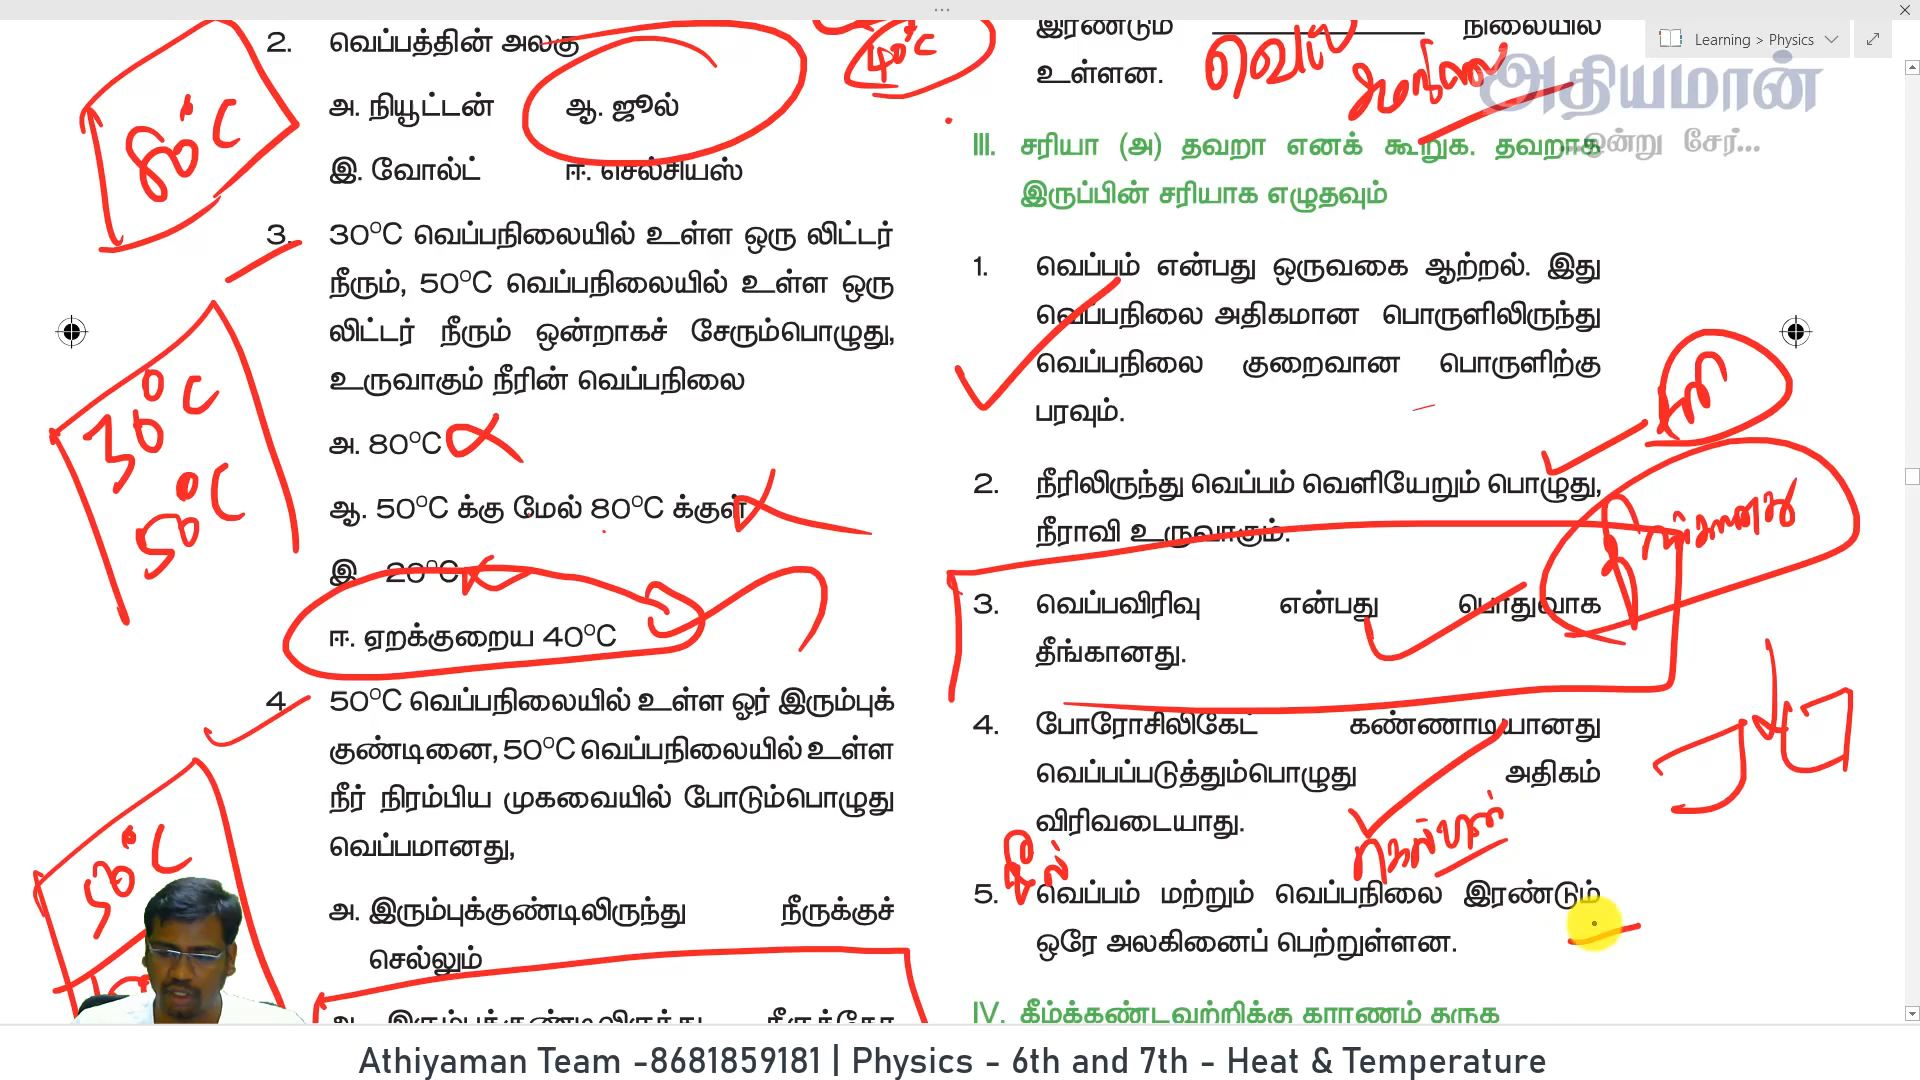 Learning > Physics
அதியமான்
ஒன்று சேர்...
2. வெப்பத்தின் அலகு
அ. நியூட்டன் ஆ. ஜூல்
இ. வோல்ட் ஈ. செல்சியஸ்
80°C
40°C
3. 30°C வெப்பநிலையில் உள்ள ஒரு லிட்டர்
நீரும், 50°C வெப்பநிலையில் உள்ள ஒரு
லிட்டர் நீரும் ஒன்றாகச் சேரும்பொழுது,
உருவாகும் நீரின் வெப்பநிலை
30°C
50°C
அ. 80°C
ஆ. 50°C க்கு மேல் 80°C க்குள்
இ. 20°C
ஈ. ஏறக்குறைய 40°C
4. 50°C வெப்பநிலையில் உள்ள ஓர் இரும்புக்
குண்டினை, 50°C வெப்பநிலையில் உள்ள
நீர் நிரம்பிய முகவையில் போடும்பொழுது
வெப்பமானது,
50°C
அ. இரும்புக்குண்டிலிருந்து நீருக்குச்
செல்லும்
ஆ. இரும்புக்குண்டிலிருந்து நீருக்கோ
இரண்டும் நிலையில்
உள்ளன.
வெப்ப சமநிலை
III. சரியா (அ) தவறா எனக் கூறுக. தவறாக
இருப்பின் சரியாக எழுதவும்
1. வெப்பம் என்பது ஒருவகை ஆற்றல். இது
வெப்பநிலை அதிகமான பொருளிலிருந்து
வெப்பநிலை குறைவான பொருளிற்கு
பரவும்.
2. நீரிலிருந்து வெப்பம் வெளியேறும் பொழுது,
நீராவி உருவாகும்.
3. வெப்பவிரிவு என்பது பொதுவாக
தீங்கானது.
4. போரோசிலிகேட் கண்ணாடியானது
வெப்பப்படுத்தும்பொழுது அதிகம்
விரிவடையாது.
கெல்வின்
ஜீல்
5. வெப்பம் மற்றும் வெப்பநிலை இரண்டும்
ஒரே அலகினைப் பெற்றுள்ளன.
IV. கீழ்க்கண்டவற்றிக்கு காரணம் தருக
Athiyaman Team -8681859181 | Physics - 6th and 7th - Heat & Temperature